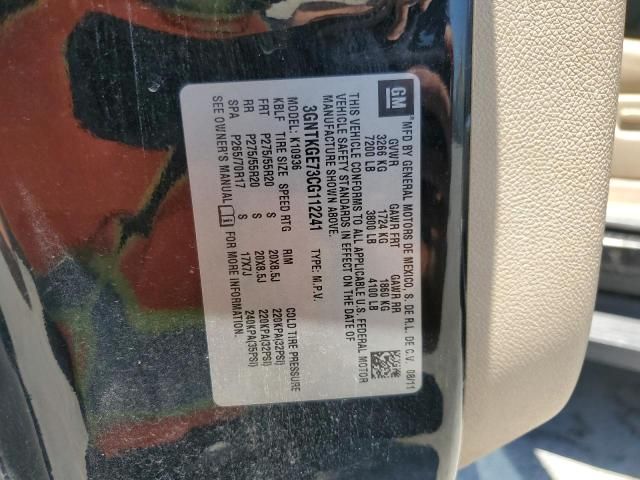 GM
®MFD BY GENERAL MOTORS DE MEXICO S. DE R.L. DE C.V. 08/11
GVWR GAWR FRT GAWR RR
3266 KG 1724 KG 1860 KG
7200 LB 3800 LB 4100 LB
THIS VEHICLE CONFORMS TO ALL APPLICABLE U.S. FEDERAL MOTOR
VEHICLE SAFETY STANDARDS IN EFFECT ON THE DATE OF
MANUFACTURE SHOWN ABOVE.
3GNTKGE73CG112241 TYPE: M.P.V.
MODEL: K10936
KBLF TIRE SIZE SPEED RTG RIM COLD TIRE PRESSURE
FRT P275/55R20 S 20X8.5J 220KPA(32PSI)
RR P275/55R20 S 20X8.5J 220KPA(32PSI)
SPA P265/70R17 S 17X7J 240KPA(35PSI)
SEE OWNER'S MANUAL i FOR MORE INFORMATION.